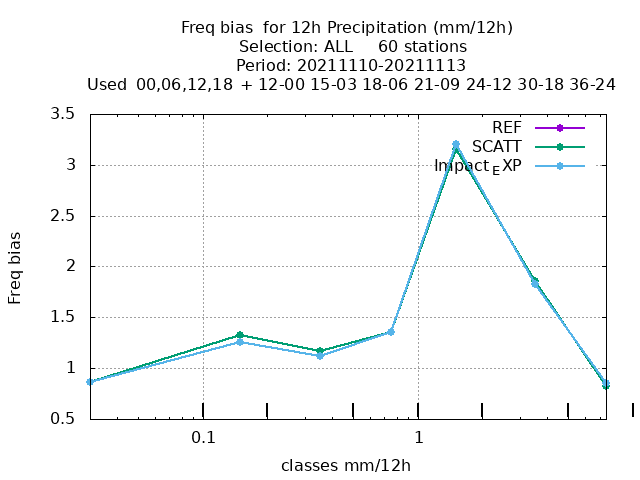 Freq bias  for 12h Precipitation (mm/12h)
Selection: ALL     60 stations
Period: 20211110-20211113
Used  00,06,12,18  + 12-00 15-03 18-06 21-09 24-12 30-18 36-24
REF
SCATT
Impact EXP
3.5
3
2.5
2
1.5
1
0.5
Freq bias
0.1
1
classes mm/12h